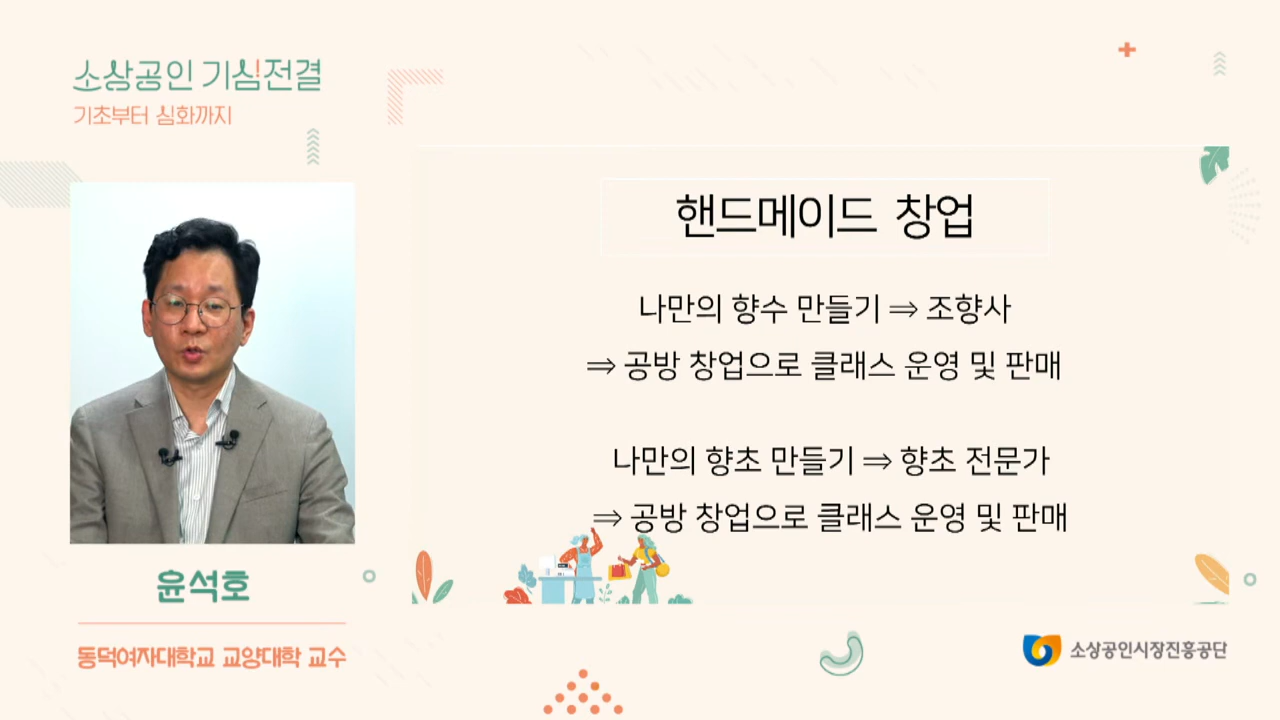 소상공인 기심전결
기초부터 심화까지
핸드메이드 창업
나만의 향수 만들기 ⇒ 조향사
⇒ 공방 창업으로 클래스 운영 및 판매
나만의 향초 만들기 ⇒ 향초 전문가
⇒ 공방 창업으로 클래스 운영 및 판매
윤석호
동덕여자대학교 교양대학 교수
소상공인시장진흥공단